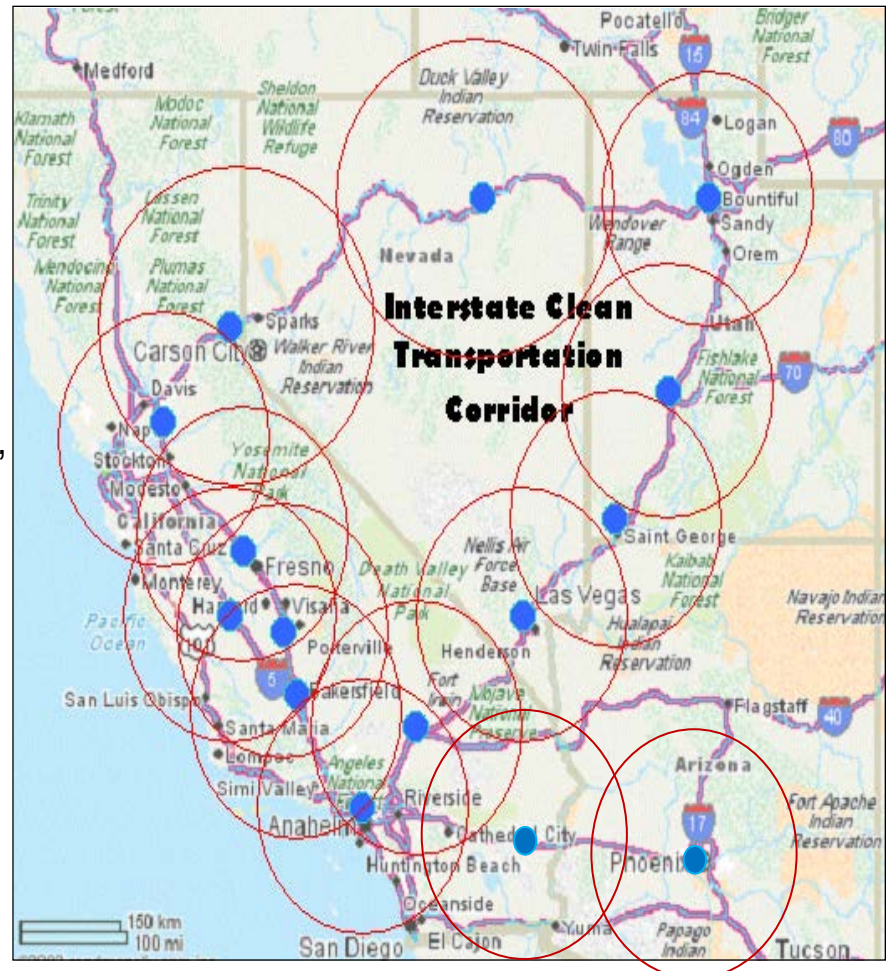 Pocatello
Bridger
National
Forest
15
Twin Falls
Medford
Duck Valley
Indian
Reservation
Sheldon
National
Wildlife
Refuge
Modoc
National
Forest
Klamath
National
Forest
84
Logan
80
Ogden
Bountiful
Sandy
Orem
Trinity
National
Forest
Lassen
National
Forest
Wendover
Range
Nevada
Mendocino
National
Forest
Plumas
National
Forest
Interstate Clean
Transportation
Corridor
Sparks
Utah
Carson City
Walker River
Indian
Reservation
Fishlake
National
Forest
70
Davis
Nap
,
Stockton
Yosemite
National
Park
Modesto
California
Santa Cruz
Saint George
Nellis Air
Force
Base
Fresno
Death Valley
National
Park
Kaibab
National
Forest
Monterey
Las Vegas
Navajo Indian
Reservation
Visalia
Pacific
Ocean
Hualapai
Indian
Reservation
Porterville
Henderson
5
Bakersfield
Fort
Irwin
Mojave
National
Preserve
San Luis Obispo
Flagstaff
40
Santa Maria
Lompoc
Arizona
Angeles
National
Simi Valley
Riverside
Fort Apache
Indian
Reservation
17
Anaheim
Cathedral City
Phoenix
Huntington Beach
Oceanside
150 km
100 mi
San Diego
El Cajon
Yuma
Papago
Indian
Tucson